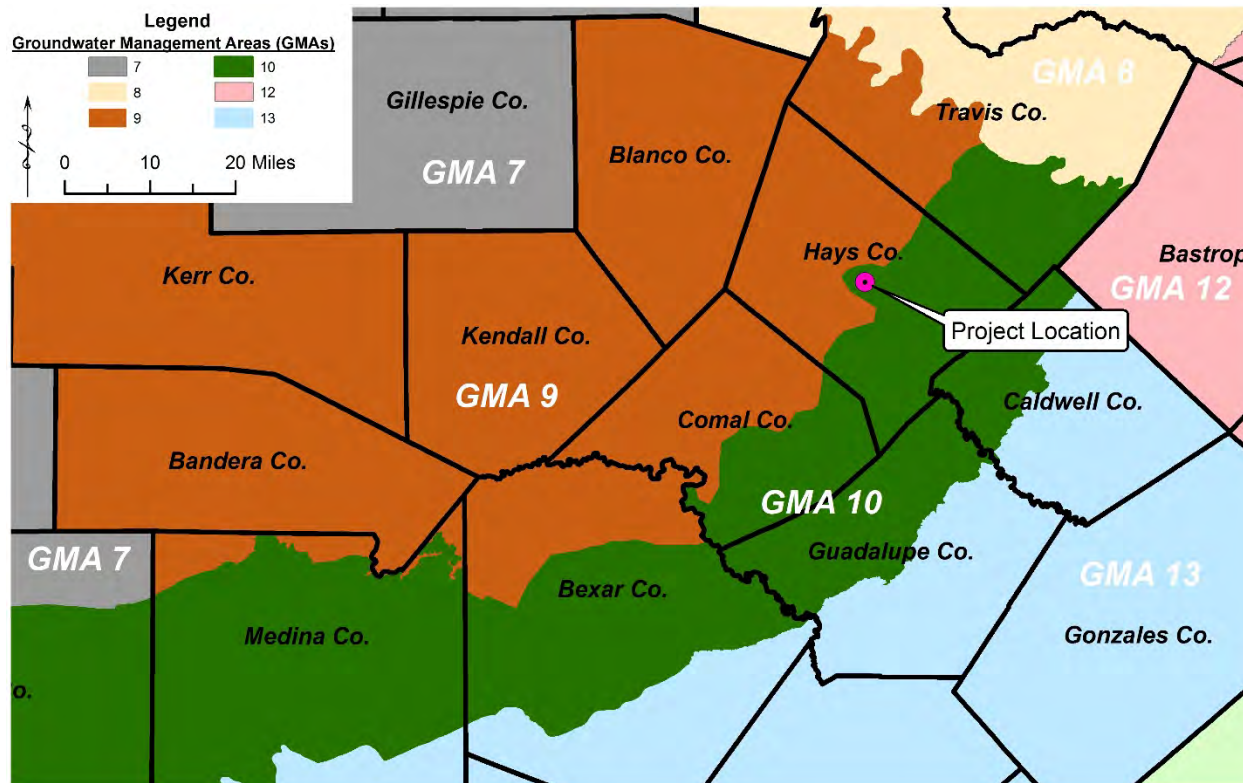 Legend
Groundwater Management Areas (GMAs)
7
10
8
12
9
13
0 10 20 Miles
GMA 8
Gillespie Co.
Travis Co.
GMA 7
Blanco Co.
Hays Co.
Bastrop
Kerr Co.
GMA 12
Project Location
Kendall Co.
GMA 9
Caldwell Co.
Comal Co.
Bandera Co.
GMA 10
GMA 7
Guadalupe Co.
GMA 13
Bexar Co.
Medina Co.
Gonzales Co.
o.